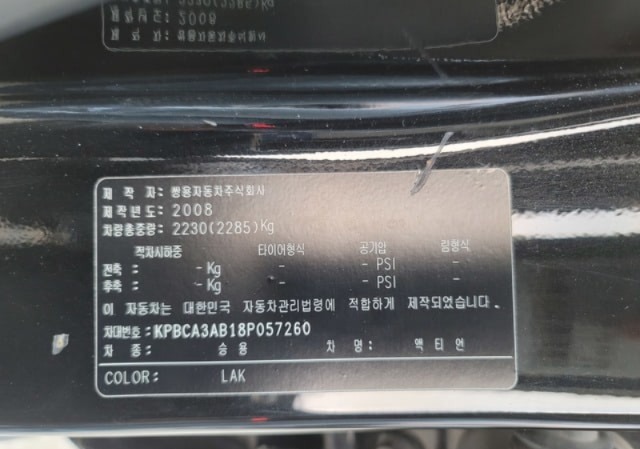 제 작 자: 쌍용자동차주식회사
제작년도: 2008
차량총중량: 2230(2285)Kg
적차시하중 타이어형식 공기압 림형식
전축: - Kg - - PSI -
후축: - Kg - - PSI -
이 자동차는 대한민국 자동차관리법령에 적합하게 제작되었습니다.
차대번호: KPBCA3AB18P057260
차 종: 승 용 차 명: 액 티 언
COLOR: LAK